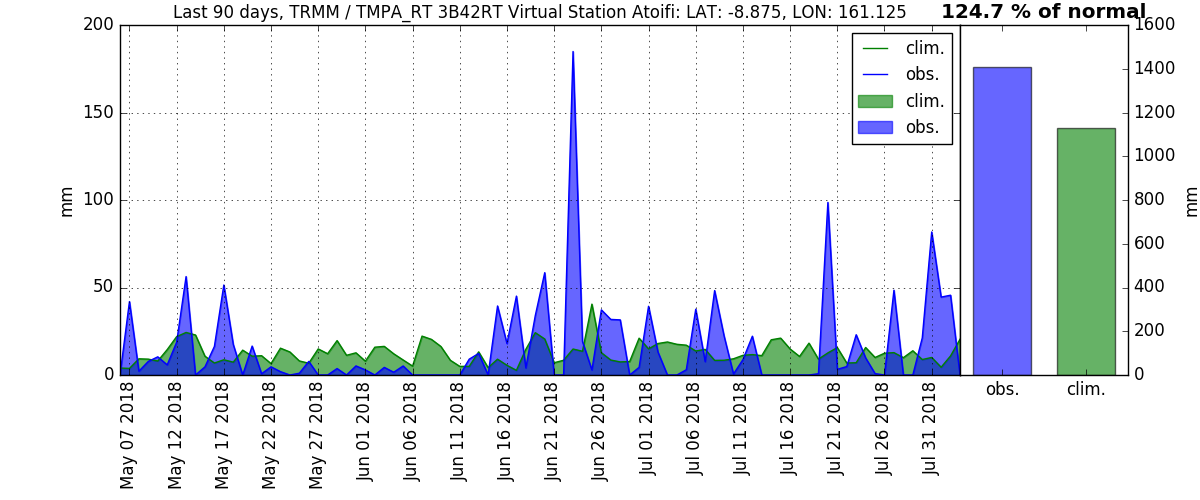 Last 90 days, TRMM / TMPA_RT 3B42RT Virtual Station Atoifi: LAT: -8.875, LON: 161.125
124.7 % of normal
200
150
100
50
0
mm
clim.
obs.
clim.
obs.
1600
1400
1200
1000
800
600
400
200
0
mm
May 07 2018
May 12 2018
May 17 2018
May 22 2018
May 27 2018
Jun 01 2018
Jun 06 2018
Jun 11 2018
Jun 16 2018
Jun 21 2018
Jun 26 2018
Jul 01 2018
Jul 06 2018
Jul 11 2018
Jul 16 2018
Jul 21 2018
Jul 26 2018
Jul 31 2018
obs.
clim.